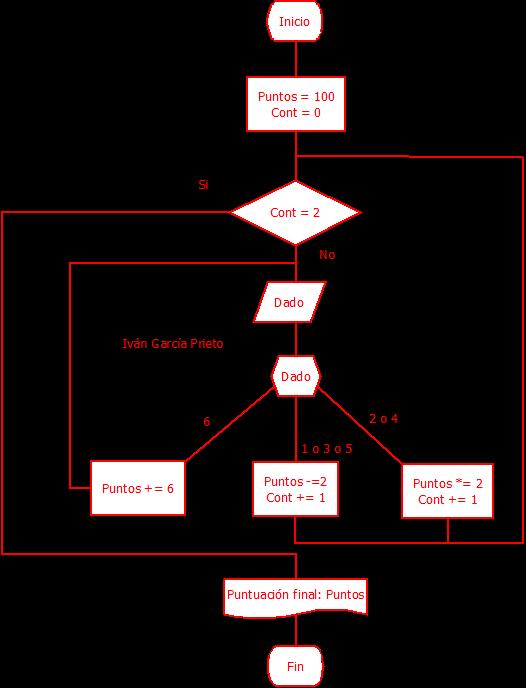 Inicio
Puntos = 100
Cont = 0
Si
Cont = 2
No
Dado
Iván García Prieto
Dado
6
1 o 3 o 5
2 o 4
Puntos += 6
Puntos -=2
Cont += 1
Puntos *= 2
Cont += 1
Puntuación final: Puntos
Fin